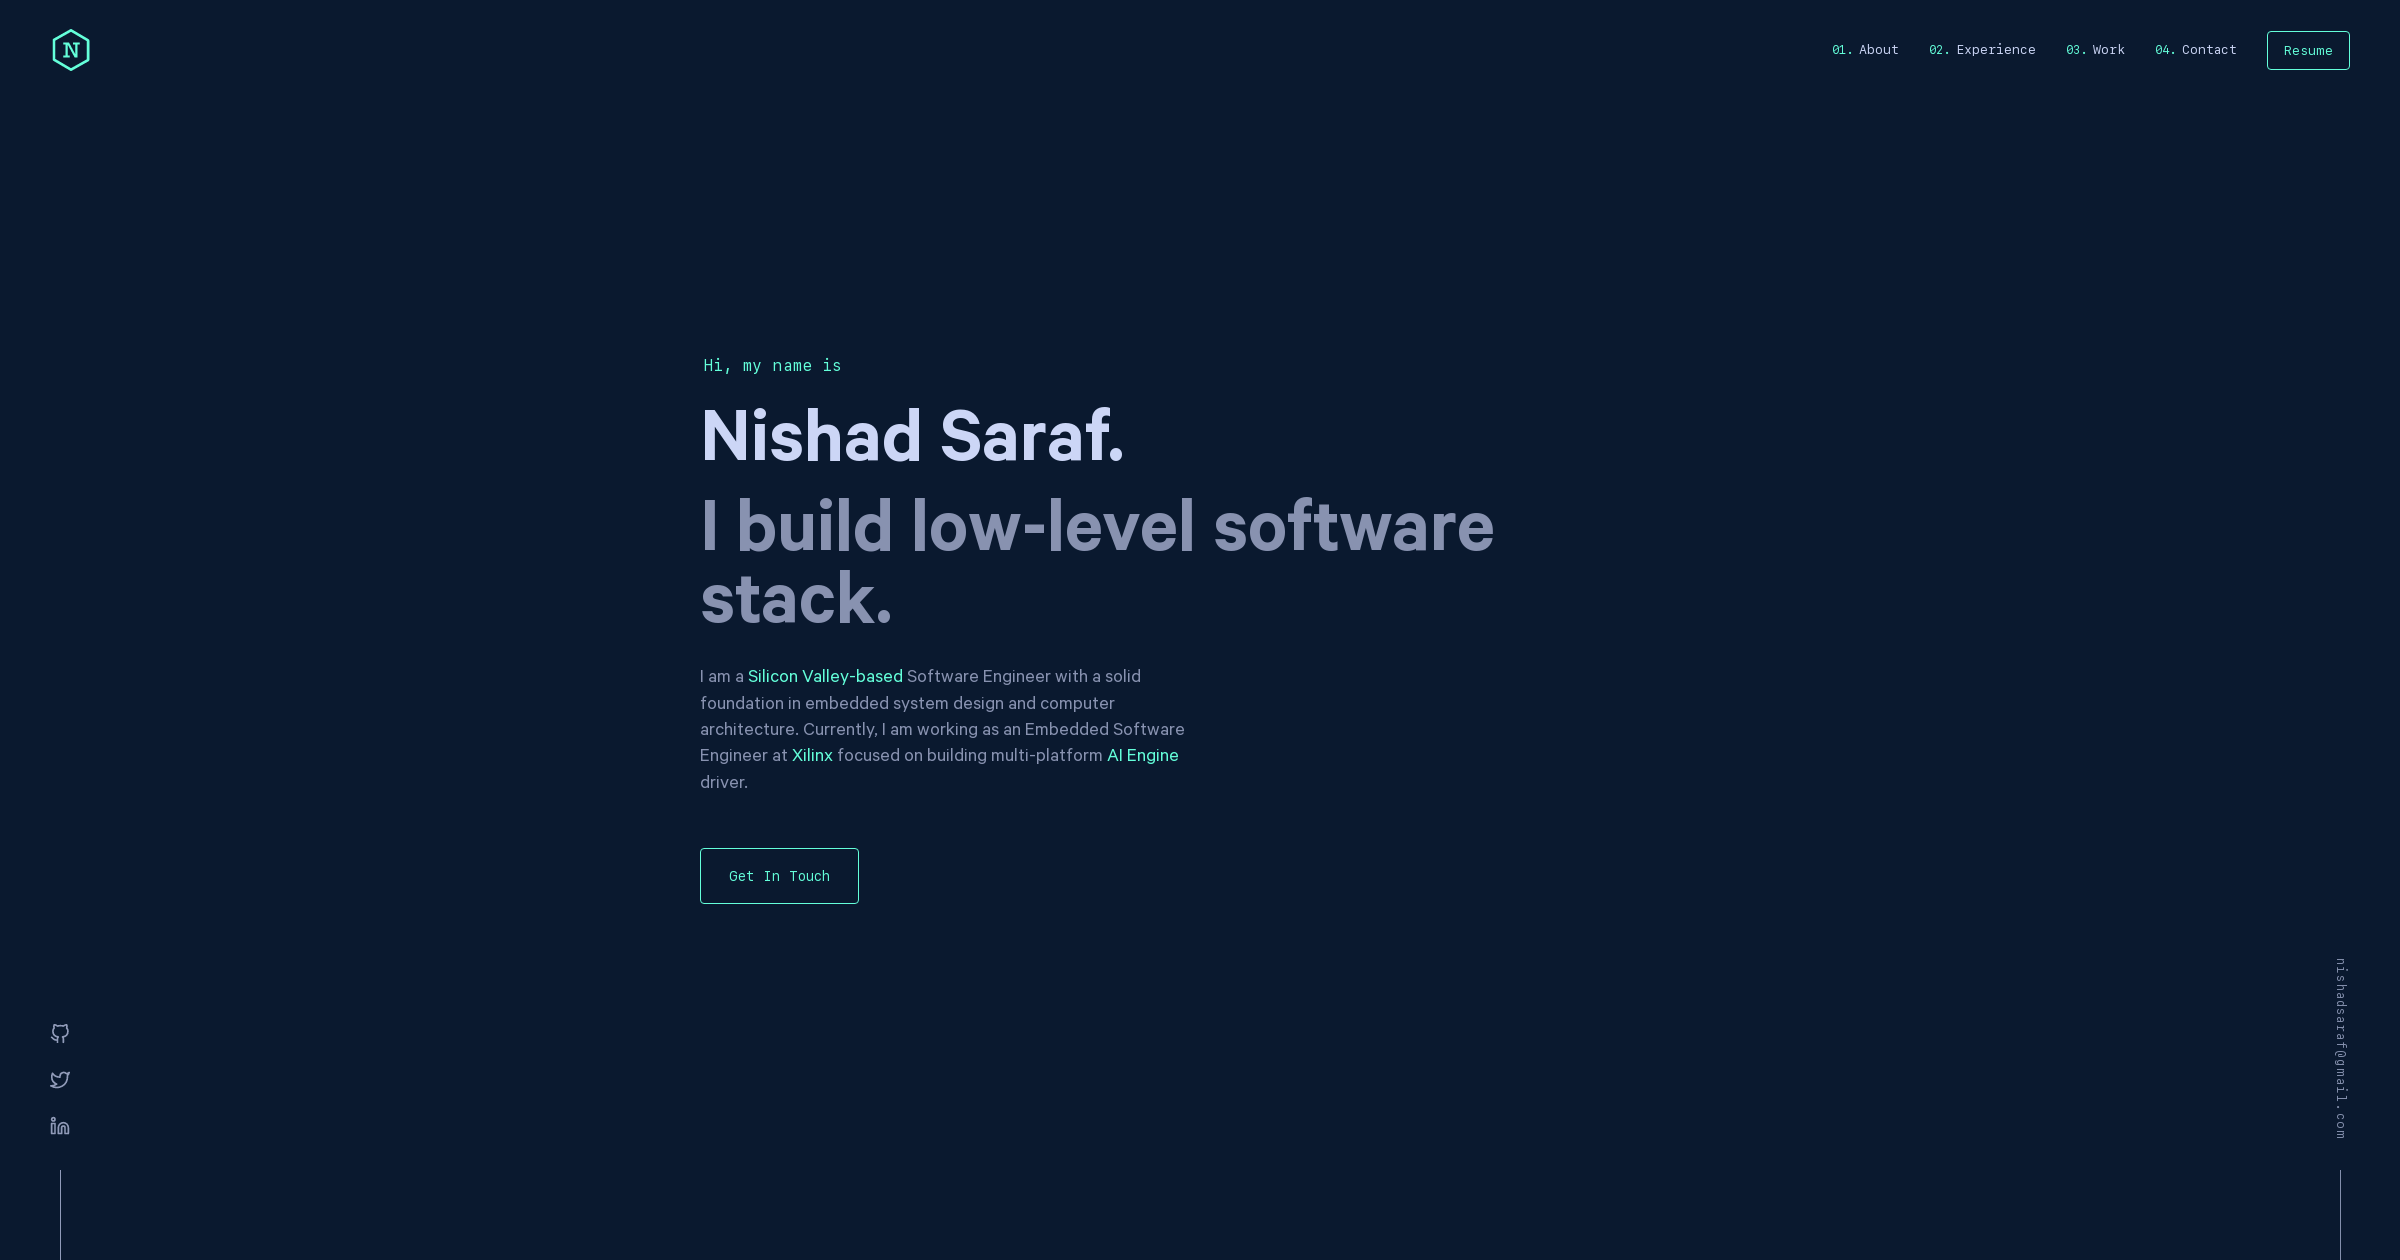 N
01. About 02. Experience 03. Work 04. Contact Resume
Hi, my name is
Nishad Saraf.
I build low-level software
stack.
I am a Silicon Valley-based Software Engineer with a solid
foundation in embedded system design and computer
architecture. Currently, I am working as an Embedded Software
Engineer at Xilinx focused on building multi-platform AI Engine
driver.
Get In Touch
nishadsaraf@gmail.com
in